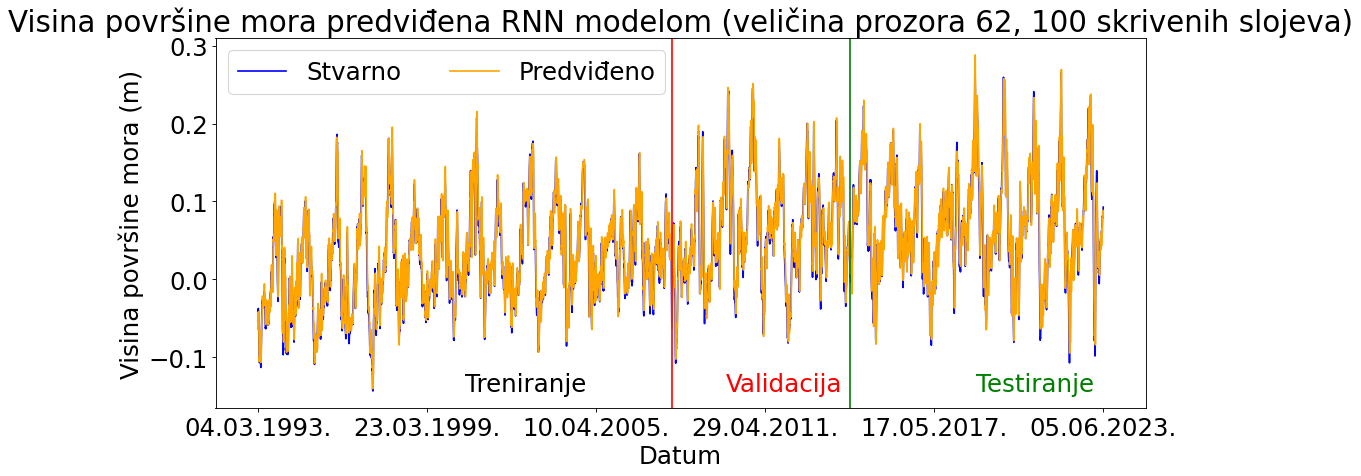 Visina površine mora predviđena RNN modelom (veličina prozora 62, 100 skrivenih slojeva)
Stvarno Predviđeno
Visina površine mora (m)
0.3
0.2
0.1
0.0
−0.1
Treniranje Validacija Testiranje
04.03.1993. 23.03.1999. 10.04.2005. 29.04.2011. 17.05.2017. 05.06.2023.
Datum